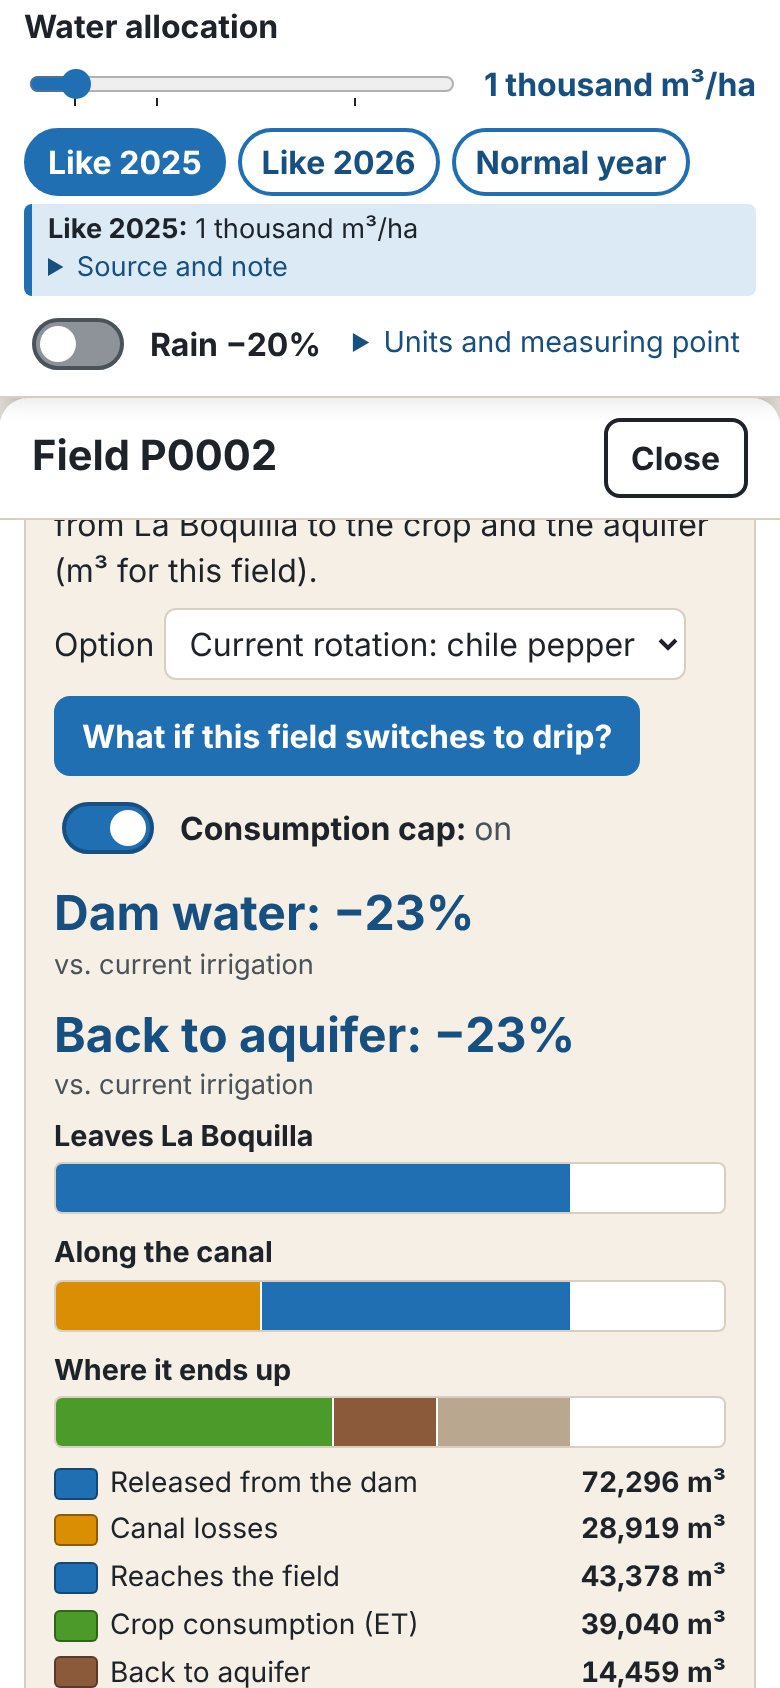 Water allocation
1 thousand m³/ha
Like 2025
Like 2026
Normal year
Like 2025: 1 thousand m³/ha
Source and note
Rain −20%
Units and measuring point
Field P0002
Close
from La Boquilla to the crop and the aquifer
(m³ for this field).
Option
Current rotation: chile pepper
What if this field switches to drip?
Consumption cap: on
Dam water: −23%
vs. current irrigation
Back to aquifer: −23%
vs. current irrigation
Leaves La Boquilla
Along the canal
Where it ends up
Released from the dam 72,296 m³
Canal losses 28,919 m³
Reaches the field 43,378 m³
Crop consumption (ET) 39,040 m³
Back to aquifer 14,459 m³